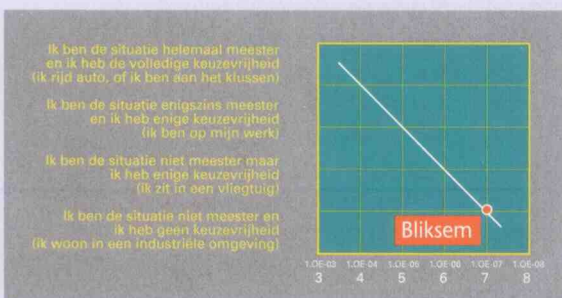 Ik ben de situatie helemaal meester
en ik heb de volledige keuzevrijheid
(ik rijd auto, of ik ben aan het klussen)
Ik ben de situatie enigszins meester
en ik heb enige keuzevrijheid
(ik ben op mijn werk)
Ik ben de situatie niet meester maar
ik heb enige keuzevrijheid
(ik zit in een vliegtuig)
Ik ben de situatie niet meester en
ik heb geen keuzevrijheid
(ik woon in een industriële omgeving)
Bliksem
1.0E-03 1.0E-04 1.0E-05 1.0E-06 1.0E-07 1.0E-08
3 4 5 6 7 8